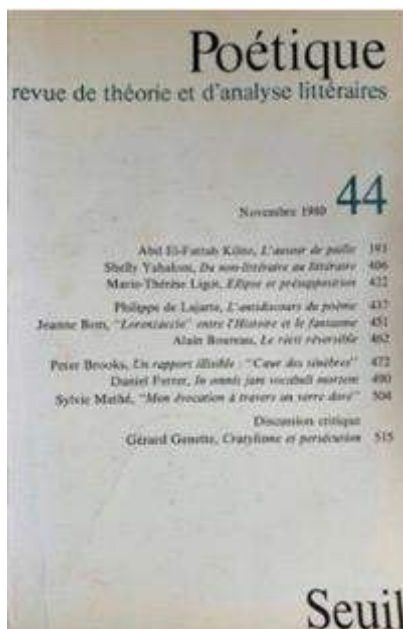 Poétique
revue de théorie et d'analyse littéraires
Novembre 1980 44
Abd El-Fattah Kilito, L'auteur de paille 393
Shelly Yahalom, Du non-littéraire au littéraire 406
Marie-Thérèse Ligot, Ellipse et présupposition 422
Philippe de Lajarte, L'antidiscours du poème 437
Jeanne Bem, "Lorenzaccio" entre l'Histoire et le fantasme 451
Alain Boureau, Le récit réversible 462
Peter Brooks, Un rapport illisible : "Cœur des ténèbres" 472
Daniel Ferrer, In omnis jam vocabuli mortem 490
Sylvie Mathé, "Mon évocation à travers un verre doré" 504
Discussion critique
Gérard Genette, Cratylisme et persécution 515
Seuil